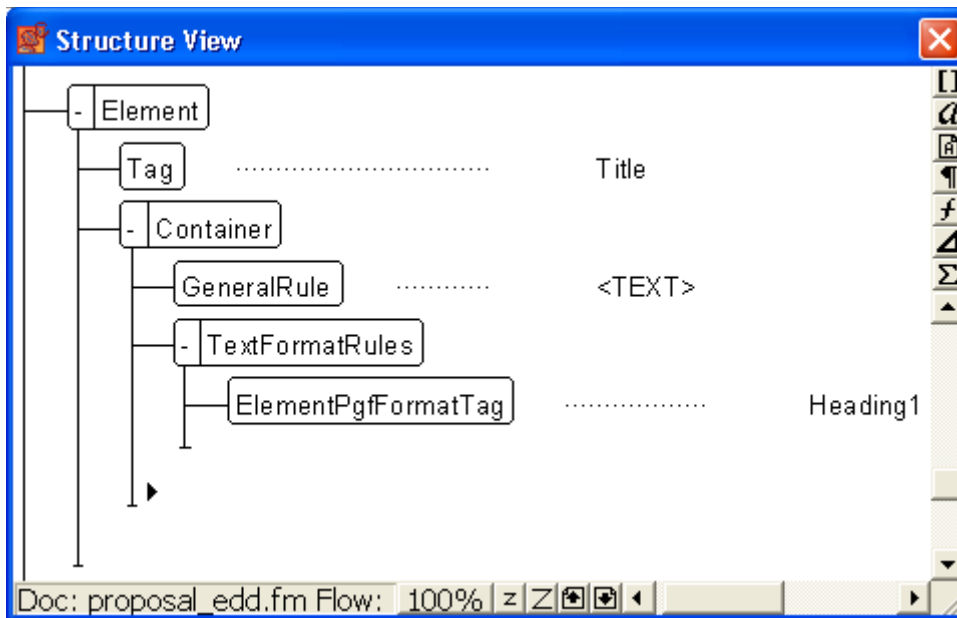 Structure View
- Element
Tag Title
- Container
GeneralRule <TEXT>
- TextFormatRules
ElementPgfFormatTag Heading1
Doc: proposal_edd.fm Flow: 100% z Z